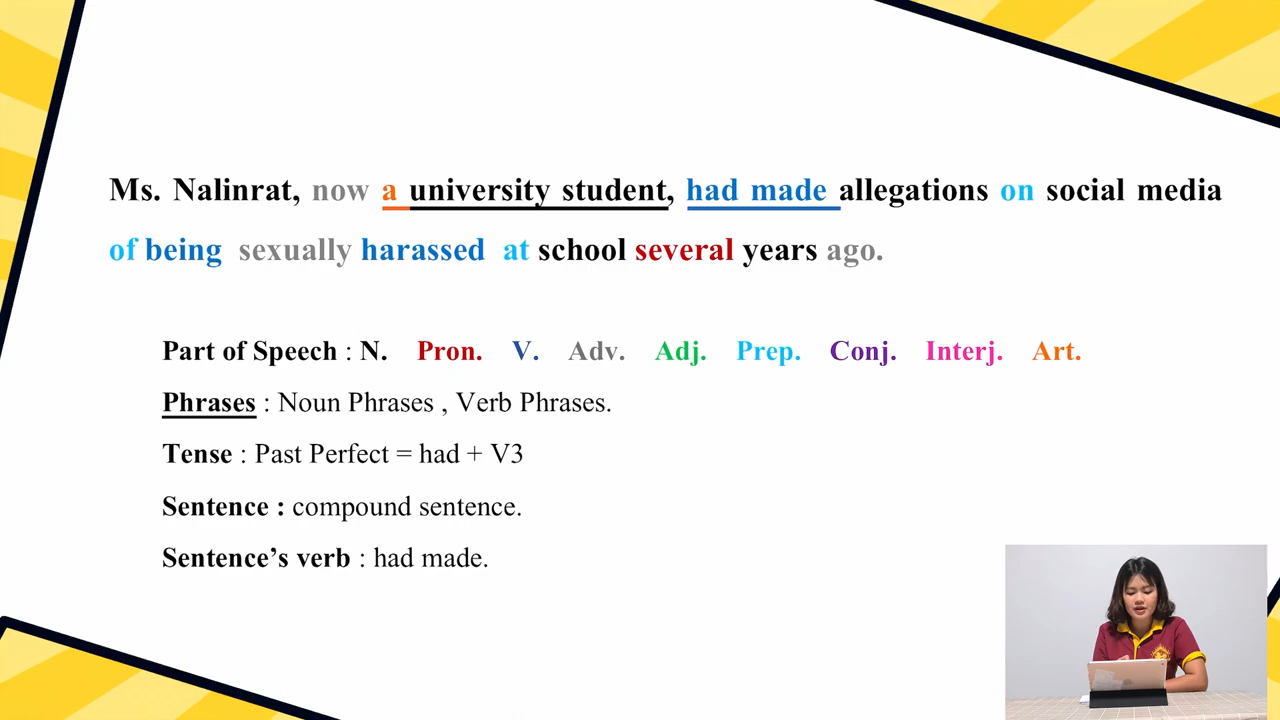 Ms. Nalinrat, now a university student, had made allegations on social media
of being sexually harassed at school several years ago.
Part of Speech : N. Pron. V. Adv. Adj. Prep. Conj. Interj. Art.
Phrases : Noun Phrases , Verb Phrases.
Tense : Past Perfect = had + V3
Sentence : compound sentence.
Sentence’s verb : had made.